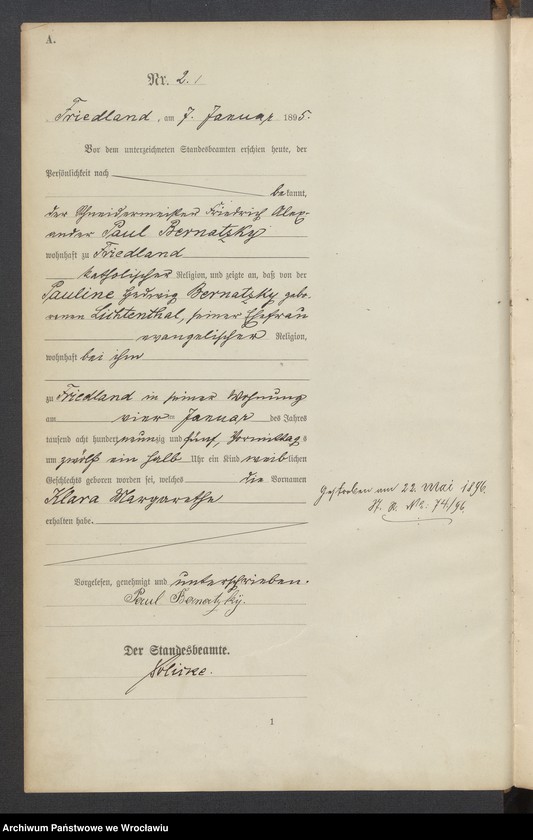 A.
Nr. 2.
Friedland, am 7. Januar 1895.
Vor dem unterzeichneten Standesbeamten erschien heute, der
Persönlichkeit nach
bekannt,
der Schneidermeister Friedrich Alex-
ander Paul Bernatzky
wohnhaft zu Friedland
katholischer Religion, und zeigte an, daß von der
Pauline Hedwig Bernatzky gebo-
renen Lichtenthal, seiner Ehefrau
evangelischer Religion,
wohnhaft bei ihm
zu Friedland in seiner Wohnung
am vierten Januar des Jahres
tausend acht hundert neunzig und fünf, Vormittags
um zwölf ein halb Uhr ein Kind weiblichen
Geschlechts geboren worden sei, welches die Vornamen
Klara Margarethe
erhalten habe.
Gestorben am 22. Mai 1896.
St. R. No. 74/96
Vorgelesen, genehmigt und unterschrieben.
Paul Bernatzky.
Der Standesbeamte.
1
Archiwum Państwowe we Wrocławiu